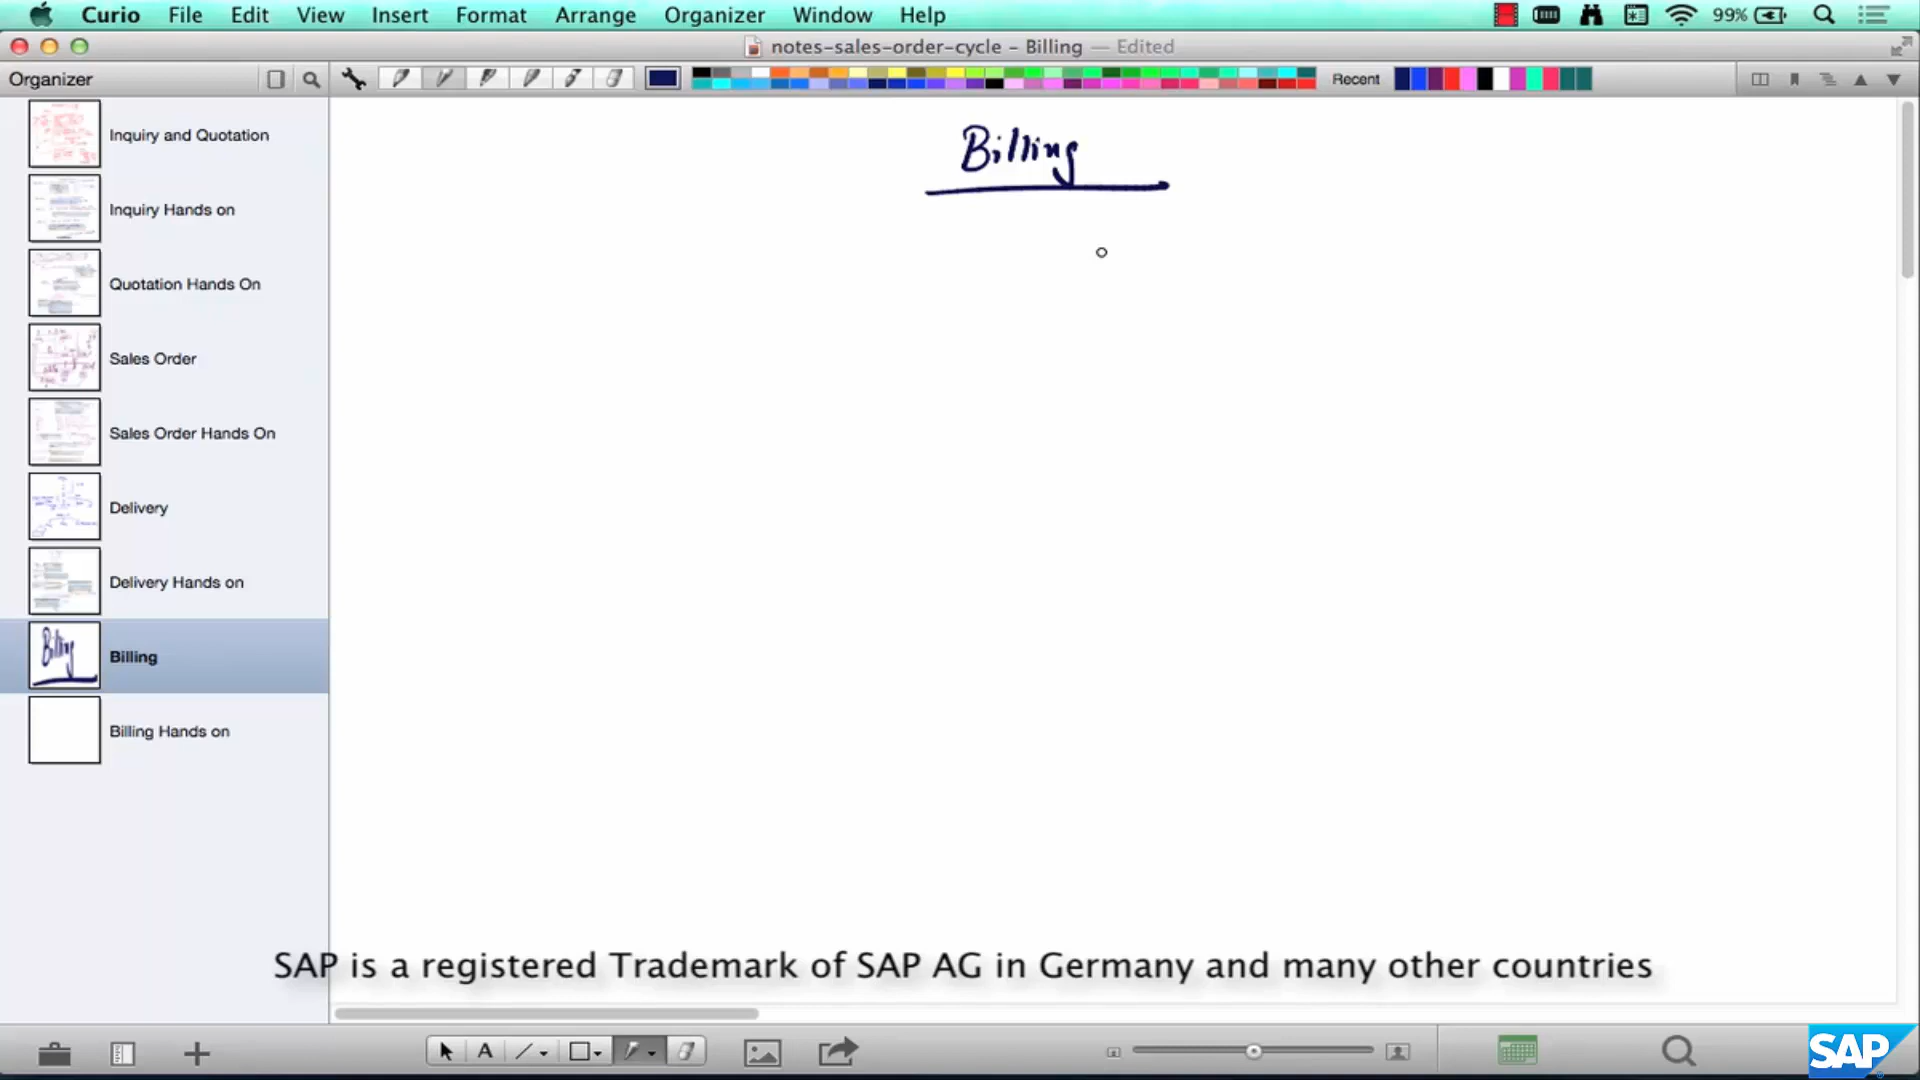 Curio File Edit View Insert Format Arrange Organizer Window Help 99%
notes-sales-order-cycle - Billing — Edited
Organizer Recent
Billing
Inquiry and Quotation
Inquiry Hands on
Quotation Hands On
Sales Order
Sales Order Hands On
Delivery
Delivery Hands on
Billing
Billing Hands on
SAP is a registered Trademark of SAP AG in Germany and many other countries
A
SAP